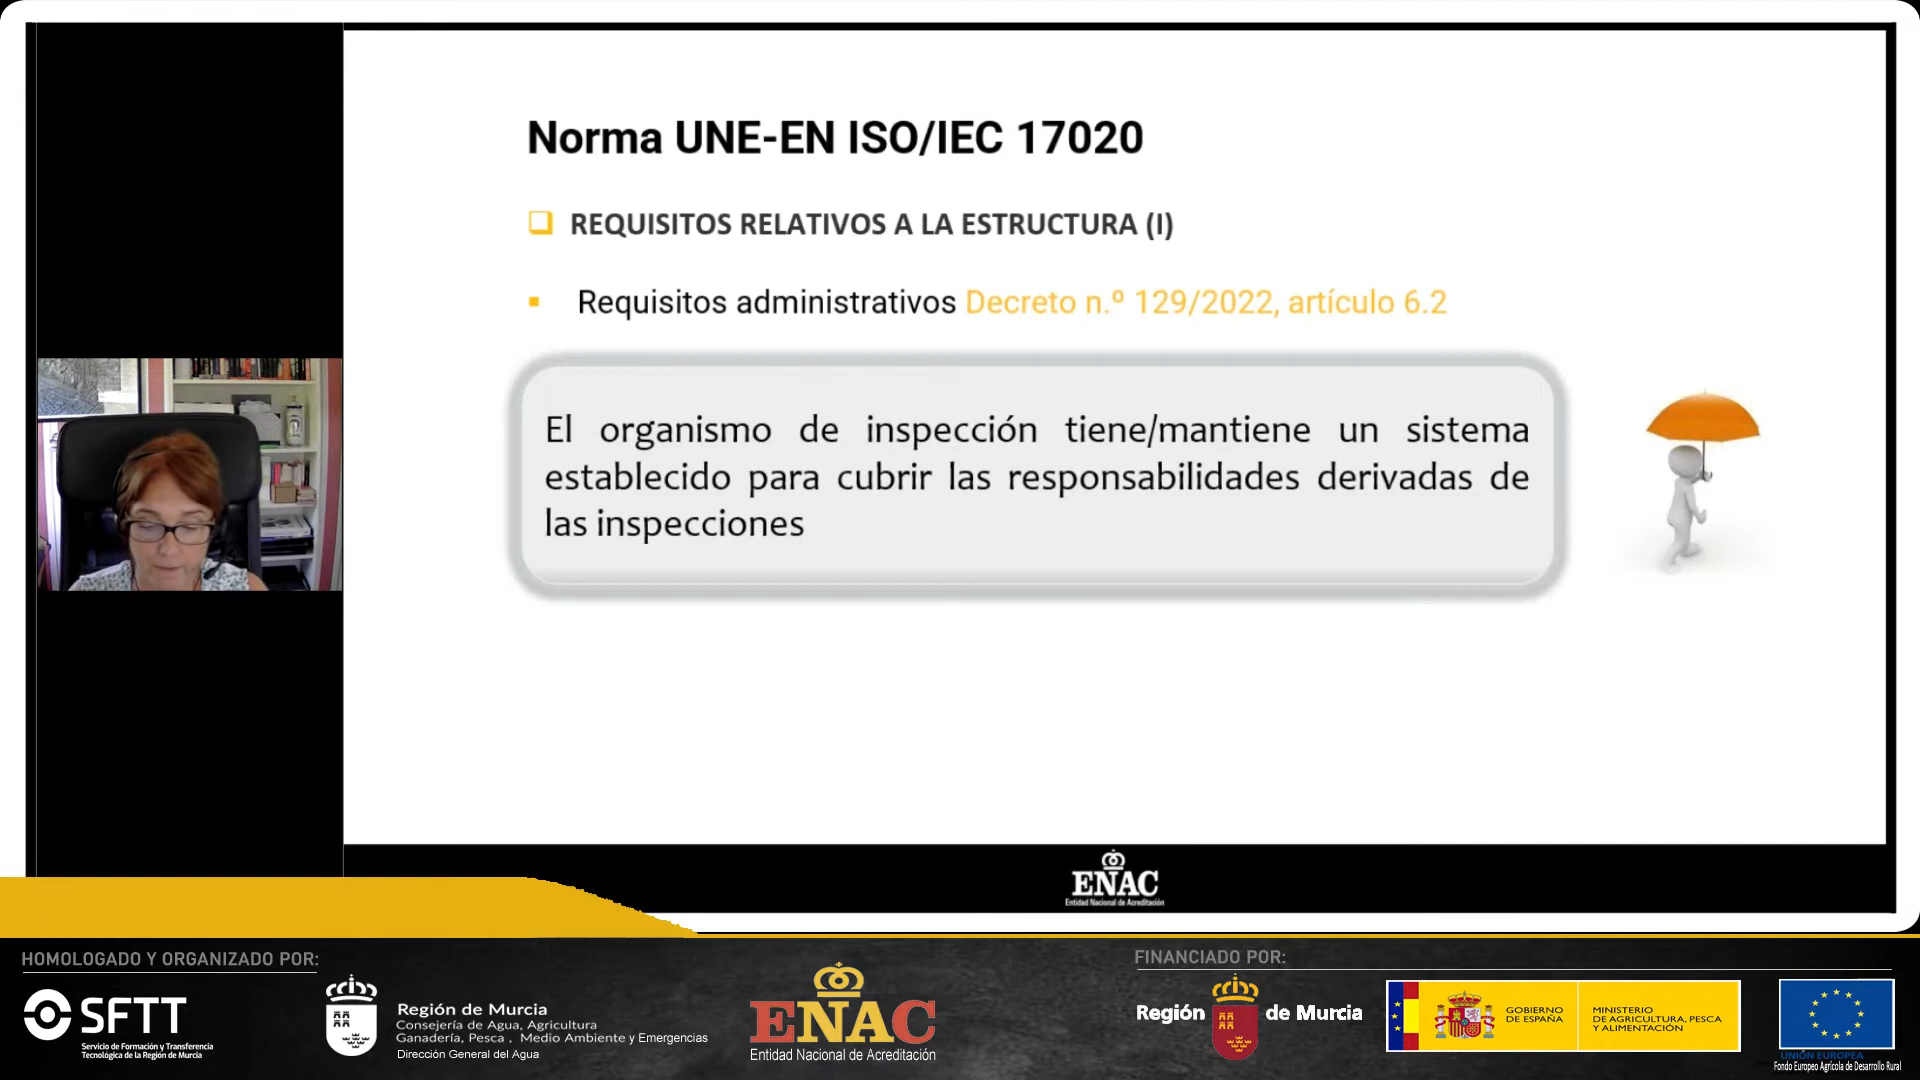 Norma UNE-EN ISO/IEC 17020
REQUISITOS RELATIVOS A LA ESTRUCTURA (I)
Requisitos administrativos Decreto n.º 129/2022, artículo 6.2
El organismo de inspección tiene/mantiene un sistema
establecido para cubrir las responsabilidades derivadas de
las inspecciones
ENAC
Entidad Nacional de Acreditación
HOMOLOGADO Y ORGANIZADO POR:
SFTT
Servicio de Formación y Transferencia
Tecnológica de la Región de Murcia
Región de Murcia
Consejería de Agua, Agricultura
Ganadería, Pesca , Medio Ambiente y Emergencias
Dirección General del Agua
ENAC
Entidad Nacional de Acreditación
FINANCIADO POR:
Región de Murcia
GOBIERNO
DE ESPAÑA
MINISTERIO
DE AGRICULTURA, PESCA
Y ALIMENTACIÓN
UNIÓN EUROPEA
Fondo Europeo Agrícola de Desarrollo Rural